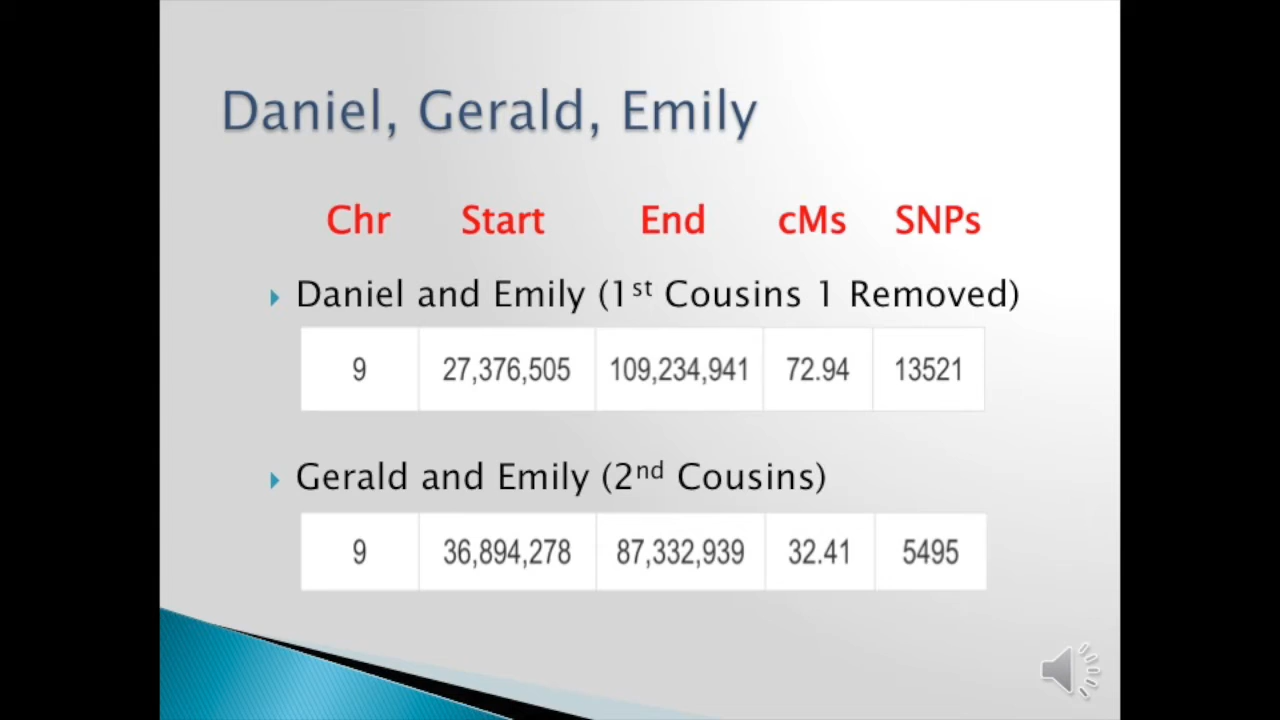 Daniel, Gerald, Emily
Chr Start End cMs SNPs
Daniel and Emily (1st Cousins 1 Removed)
9 27,376,505 109,234,941 72.94 13521
Gerald and Emily (2nd Cousins)
9 36,894,278 87,332,939 32.41 5495